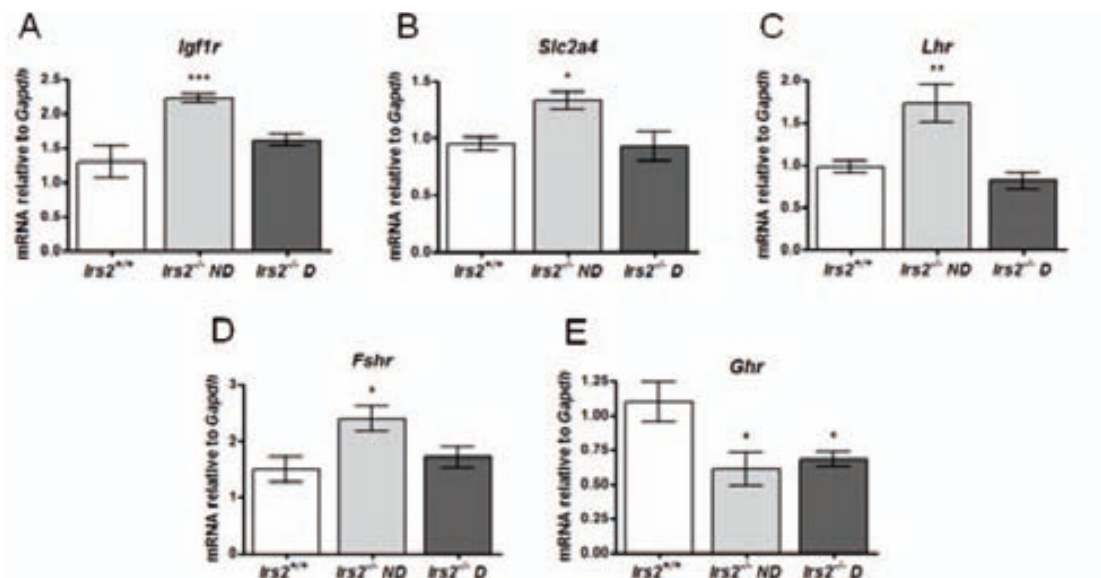 A
Igf1r
mRNA relative to Gapdh
2.5
2.0
1.5
1.0
0.5
0.0
***
Irs2+/+ Irs2-/- ND Irs2-/- D
B
Slc2a4
mRNA relative to Gapdh
1.5
1.0
0.5
0.0
*
Irs2+/+ Irs2-/- ND Irs2-/- D
C
Lhr
mRNA relative to Gapdh
2.0
1.5
1.0
0.5
0.0
**
Irs2+/+ Irs2-/- ND Irs2-/- D
D
Fshr
mRNA relative to Gapdh
3
2
1
0
*
Irs2+/+ Irs2-/- ND Irs2-/- D
E
Ghr
mRNA relative to Gapdh
1.25
1.00
0.75
0.50
0.25
0.00
* *
Irs2+/+ Irs2-/- ND Irs2-/- D